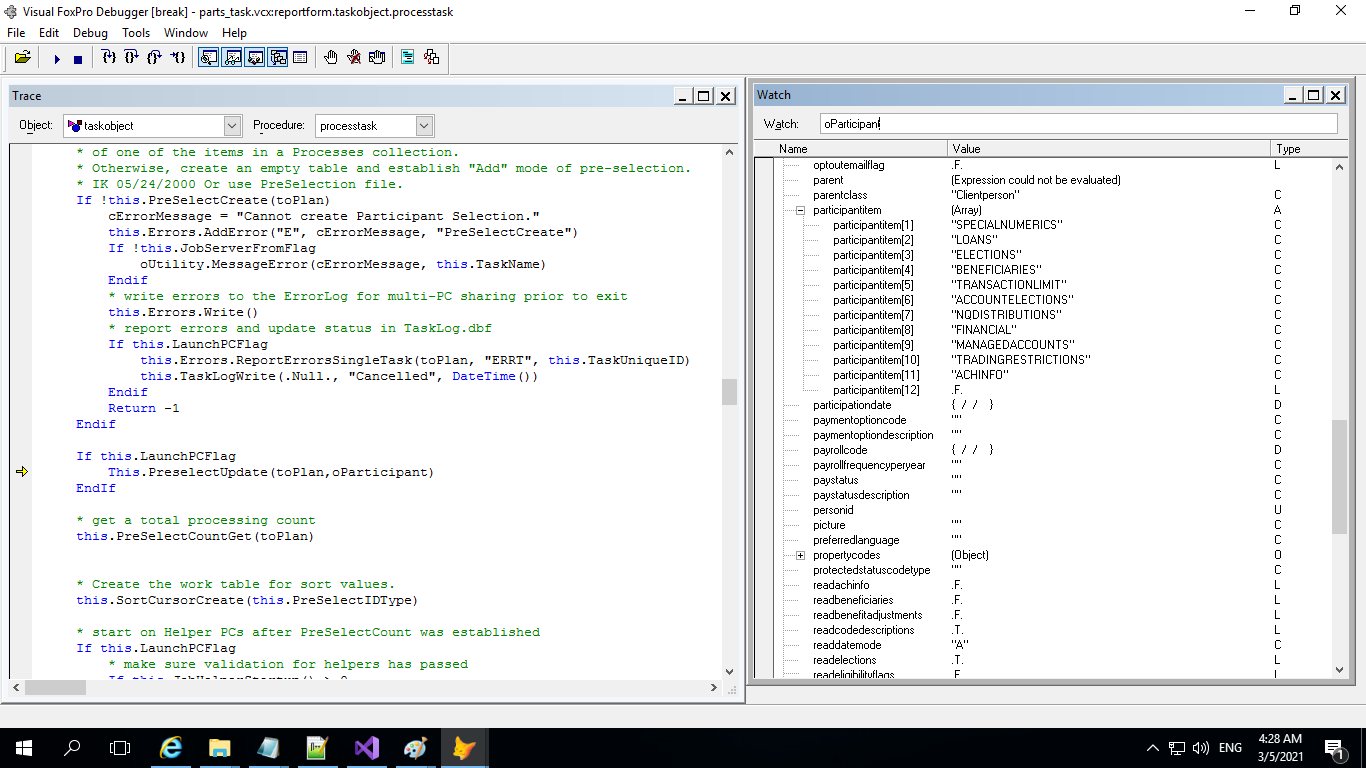 Visual FoxPro Debugger [break] - parts_task.vcx:reportform.taskobject.processtask
File Edit Debug Tools Window Help
Trace
Object: taskobject Procedure: processtask
* of one of the items in a Processes collection.
* Otherwise, create an empty table and establish "Add" mode of pre-selection.
* IK 05/24/2000 Or use PreSelection file.
If !this.PreSelectCreate(toPlan)
cErrorMessage = "Cannot create Participant Selection."
this.Errors.AddError("E", cErrorMessage, "PreSelectCreate")
If !this.JobServerFromFlag
oUtility.MessageError(cErrorMessage, this.TaskName)
Endif
* write errors to the ErrorLog for multi-PC sharing prior to exit
this.Errors.Write()
* report errors and update status in TaskLog.dbf
If this.LaunchPCFlag
this.Errors.ReportErrorsSingleTask(toPlan, "ERRT", this.TaskUniqueID)
this.TaskLogWrite(.Null., "Cancelled", DateTime())
Endif
Return -1
Endif
If this.LaunchPCFlag
This.PreselectUpdate(toPlan,oParticipant)
EndIf
* get a total processing count
this.PreSelectCountGet(toPlan)
* Create the work table for sort values.
this.SortCursorCreate(this.PreSelectIDType)
* start on Helper PCs after PreSelectCount was established
If this.LaunchPCFlag
* make sure validation for helpers has passed
If this.JobHelperStartup() > 0
Watch
Watch: oParticipant
Name Value Type
optoutemailflag .F. L
parent (Expression could not be evaluated)
parentclass "Clientperson" C
participantitem (Array) A
participantitem[1] "SPECIALNUMERICS" C
participantitem[2] "LOANS" C
participantitem[3] "ELECTIONS" C
participantitem[4] "BENEFICIARIES" C
participantitem[5] "TRANSACTIONLIMIT" C
participantitem[6] "ACCOUNTELECTIONS" C
participantitem[7] "NQDISTRIBUTIONS" C
participantitem[8] "FINANCIAL" C
participantitem[9] "MANAGEDACCOUNTS" C
participantitem[10] "TRADINGRESTRICTIONS" C
participantitem[11] "ACHINFO" C
participantitem[12] .F. L
participationdate { / / } D
paymentoptioncode "" C
paymentoptiondescription "" C
payrollcode { / / } D
payrollfrequencyperyear "" C
paystatus "" C
paystatusdescription "" C
personid U
picture "" C
preferredlanguage "" C
propertycodes (Object) O
protectedstatuscodetype "" C
readachinfo .F. L
readbeneficiaries .F. L
readbenefitadjustments .F. L
readcodedescriptions .T. L
readdatemode "A" C
readelections .T. L
readeligibilityflags .F. L
ENG
4:28 AM
3/5/2021
1